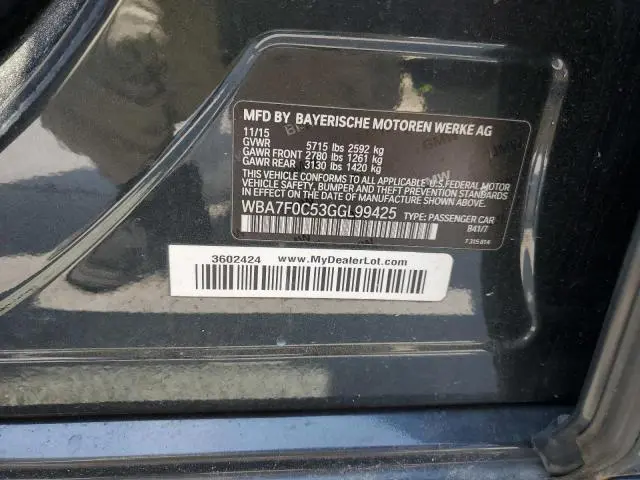 MFD BY BAYERISCHE MOTOREN WERKE AG
11/15
GVWR 5715 lbs 2592 kg
GAWR FRONT 2780 lbs 1261 kg
GAWR REAR 3130 lbs 1420 kg
THIS VEHICLE CONFORMS TO ALL APPLICABLE U.S.FEDERAL MOTOR
VEHICLE SAFETY, BUMPER, AND THEFT PREVENTION STANDARDS
IN EFFECT ON THE DATE OF MANUFACTURE SHOWN ABOVE.
WBA7F0C53GGL99425 TYPE: PASSENGER CAR
B41/7
7 315 814
3602424 www.MyDealerLot.com